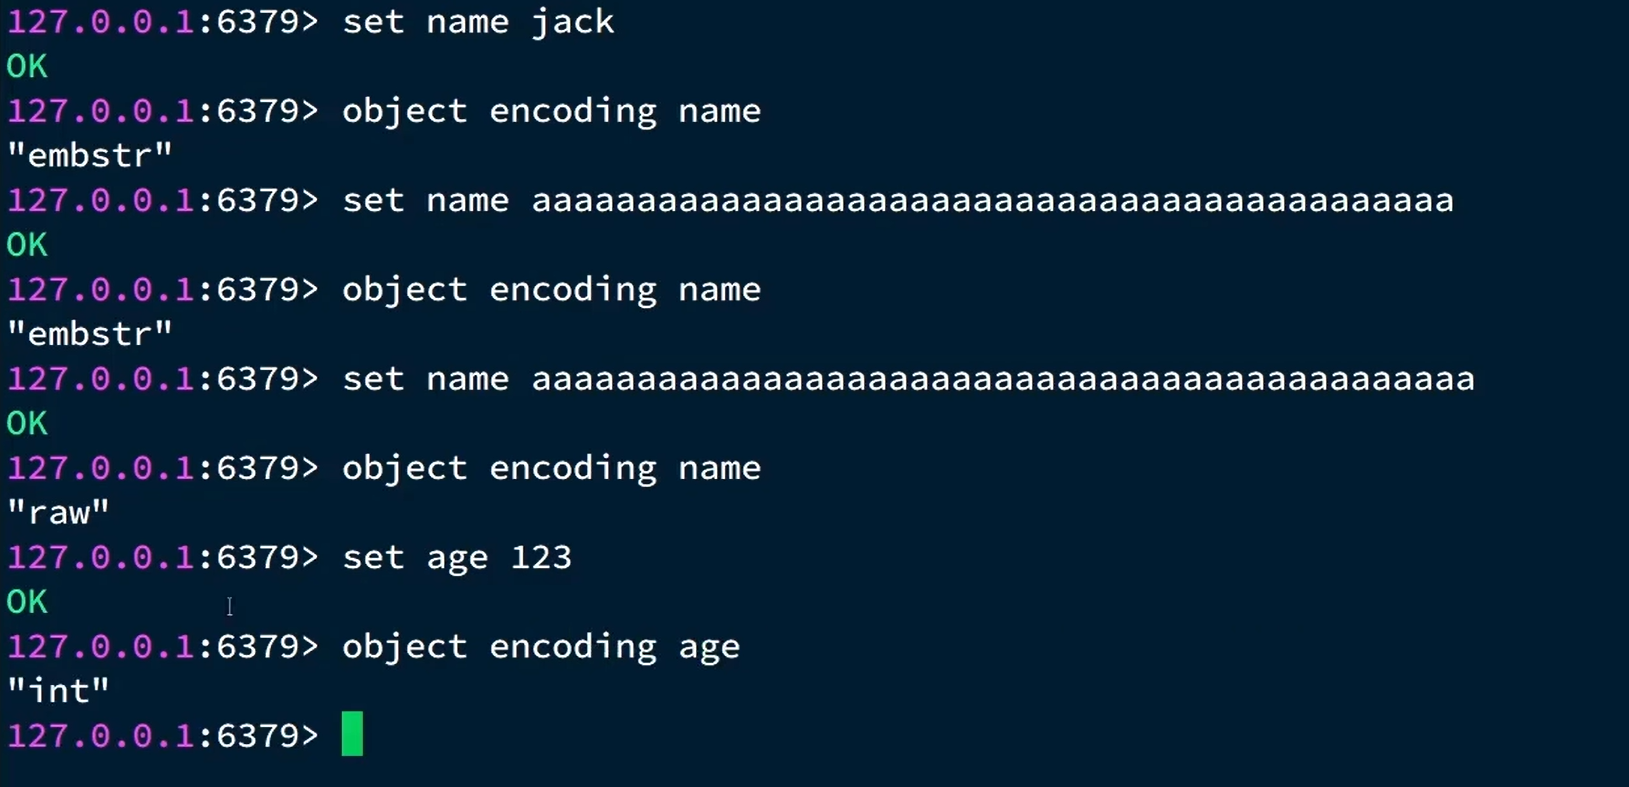 127.0.0.1:6379> set name jack
OK
127.0.0.1:6379> object encoding name
"embstr"
127.0.0.1:6379> set name aaaaaaaaaaaaaaaaaaaaaaaaaaaaaaaaaaaaaaaaaaaa
OK
127.0.0.1:6379> object encoding name
"embstr"
127.0.0.1:6379> set name aaaaaaaaaaaaaaaaaaaaaaaaaaaaaaaaaaaaaaaaaaaaa
OK
127.0.0.1:6379> object encoding name
"raw"
127.0.0.1:6379> set age 123
OK
127.0.0.1:6379> object encoding age
"int"
127.0.0.1:6379>